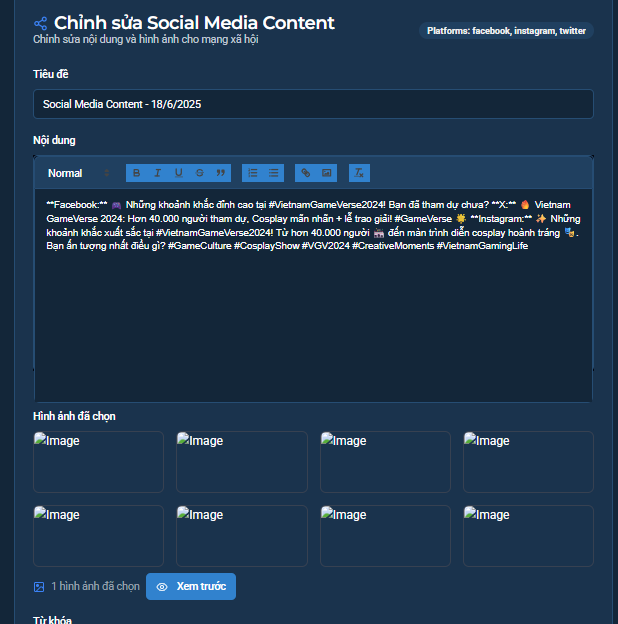 Chỉnh sửa Social Media Content
Chỉnh sửa nội dung và hình ảnh cho mạng xã hội
Platforms: facebook, instagram, twitter
Tiêu đề
Social Media Content - 18/6/2025
Nội dung
Normal
**Facebook:** 🎮 Những khoảnh khắc đỉnh cao tại #VietnamGameVerse2024! Bạn đã tham dự chưa? **X:** 🔥 Vietnam
GameVerse 2024: Hơn 40.000 người tham dự, Cosplay mãn nhãn + lễ trao giải! #GameVerse 🌟 **Instagram:** ✨ Những
khoảnh khắc xuất sắc tại #VietnamGameVerse2024! Từ hơn 40.000 người 🏟️ đến màn trình diễn cosplay hoành tráng 🎭.
Bạn ấn tượng nhất điều gì? #GameCulture #CosplayShow #VGV2024 #CreativeMoments #VietnamGamingLife
Hình ảnh đã chọn
Image Image Image Image
Image Image Image Image
1 hình ảnh đã chọn Xem trước
Từ khóa